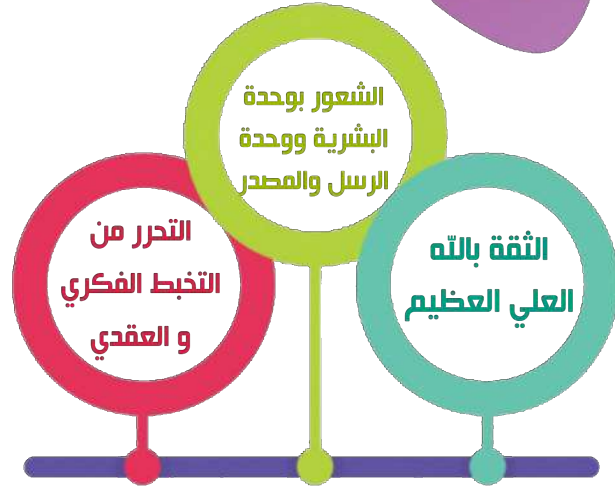 الثقة بالله
العلي العظيم
الشعور بوحدة
البشرية ووحدة
الرسل والمصدر
التحرر من
التخبط الفكري
و العقدي